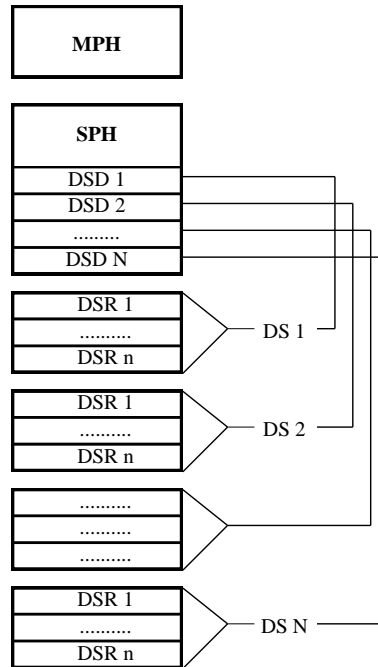 MPH
SPH
DSD 1
DSD 2
.........
DSD N
DSR 1
..........
DSR n
DS 1
DSR 1
..........
DSR n
DS 2
..........
..........
..........
DSR 1
..........
DSR n
DS N